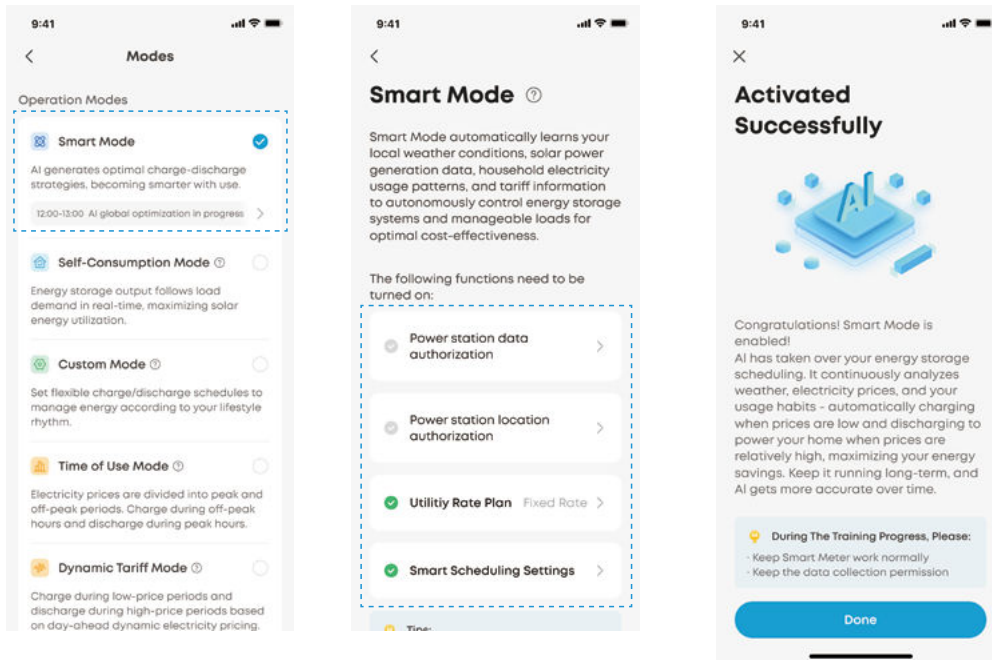 9:41
Modes
Operation Modes
Smart Mode
AI generates optimal charge-discharge
strategies, becoming smarter with use.
12:00-13:00 AI global optimization in progress
Self-Consumption Mode
Energy storage output follows load
demand in real-time, maximizing solar
energy utilization.
Custom Mode
Set flexible charge/discharge schedules to
manage energy according to your lifestyle
rhythm.
Time of Use Mode
Electricity prices are divided into peak and
off-peak periods. Charge during off-peak
hours and discharge during peak hours.
Dynamic Tariff Mode
Charge during low-price periods and
discharge during high-price periods based
on day-ahead dynamic electricity pricing.
9:41
Smart Mode
Smart Mode automatically learns your
local weather conditions, solar power
generation data, household electricity
usage patterns, and tariff information
to autonomously control energy storage
systems and manageable loads for
optimal cost-effectiveness.
The following functions need to be
turned on:
Power station data
authorization
Power station location
authorization
Utilitiy Rate Plan Fixed Rate
Smart Scheduling Settings
Tips:
9:41
Activated
Successfully
AI
Congratulations! Smart Mode is
enabled!
AI has taken over your energy storage
scheduling. It continuously analyzes
weather, electricity prices, and your
usage habits - automatically charging
when prices are low and discharging to
power your home when prices are
relatively high, maximizing your energy
savings. Keep it running long-term, and
AI gets more accurate over time.
During The Training Progress, Please:
· Keep Smart Meter work normally
· Keep the data collection permission
Done